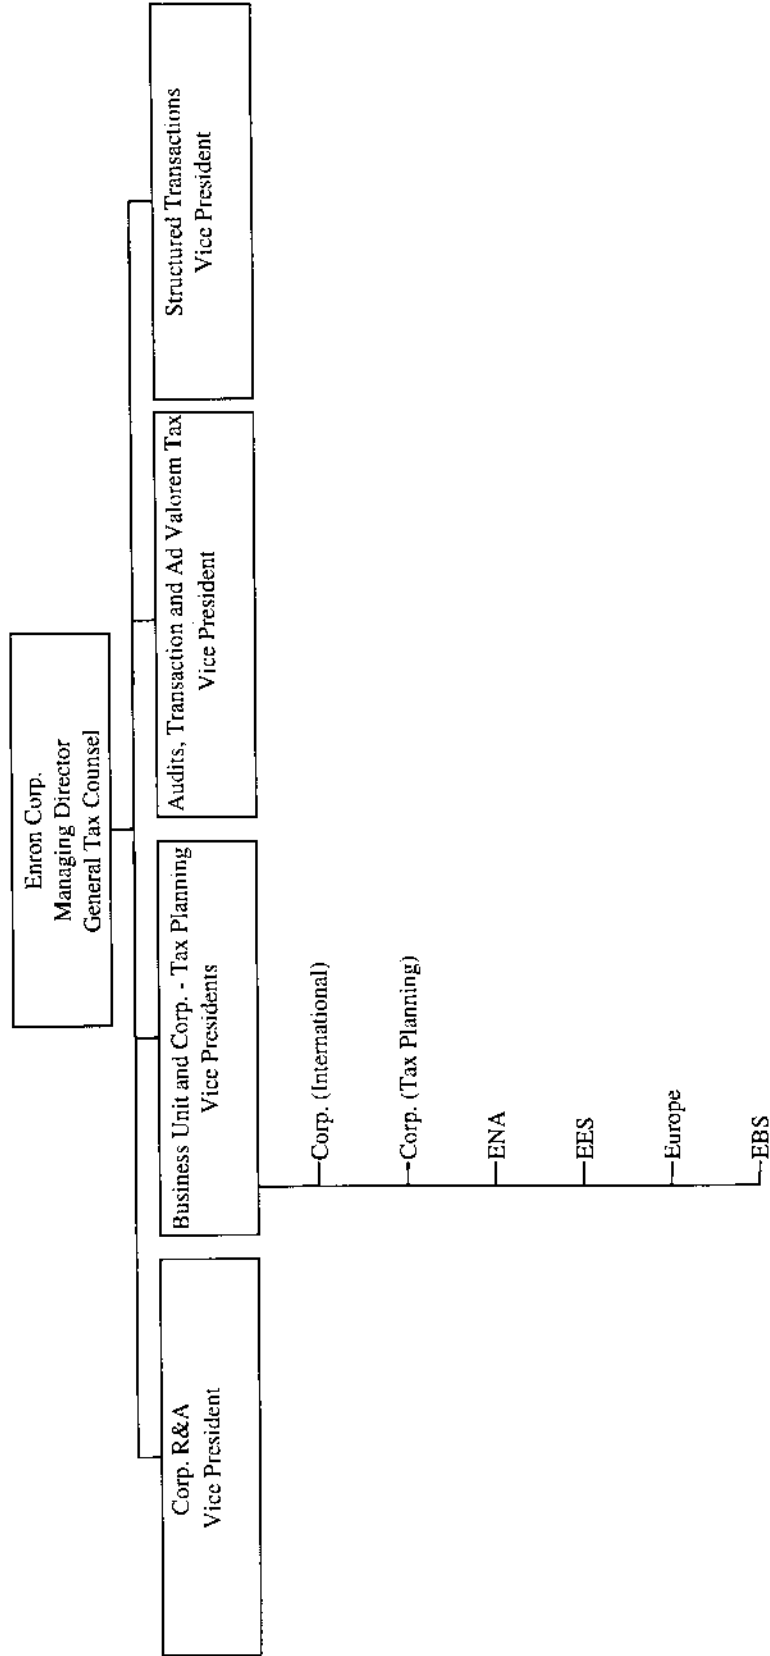 Enron Corp.
Managing Director
General Tax Counsel
Corp. R&A
Vice President
Business Unit and Corp. - Tax Planning
Vice Presidents
Corp. (International)
Corp. (Tax Planning)
ENA
EES
Europe
EBS
Audits, Transaction and Ad Valorem Tax
Vice President
Structured Transactions
Vice President